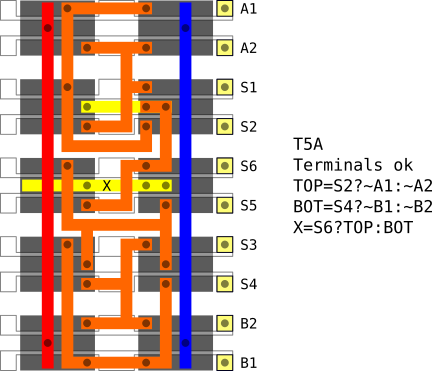 A1
A2
S1
S2
S6
X
S5
S3
S4
B2
B1
T5A
Terminals ok
TOP=S2?~A1:~A2
BOT=S4?~B1:~B2
X=S6?TOP:BOT